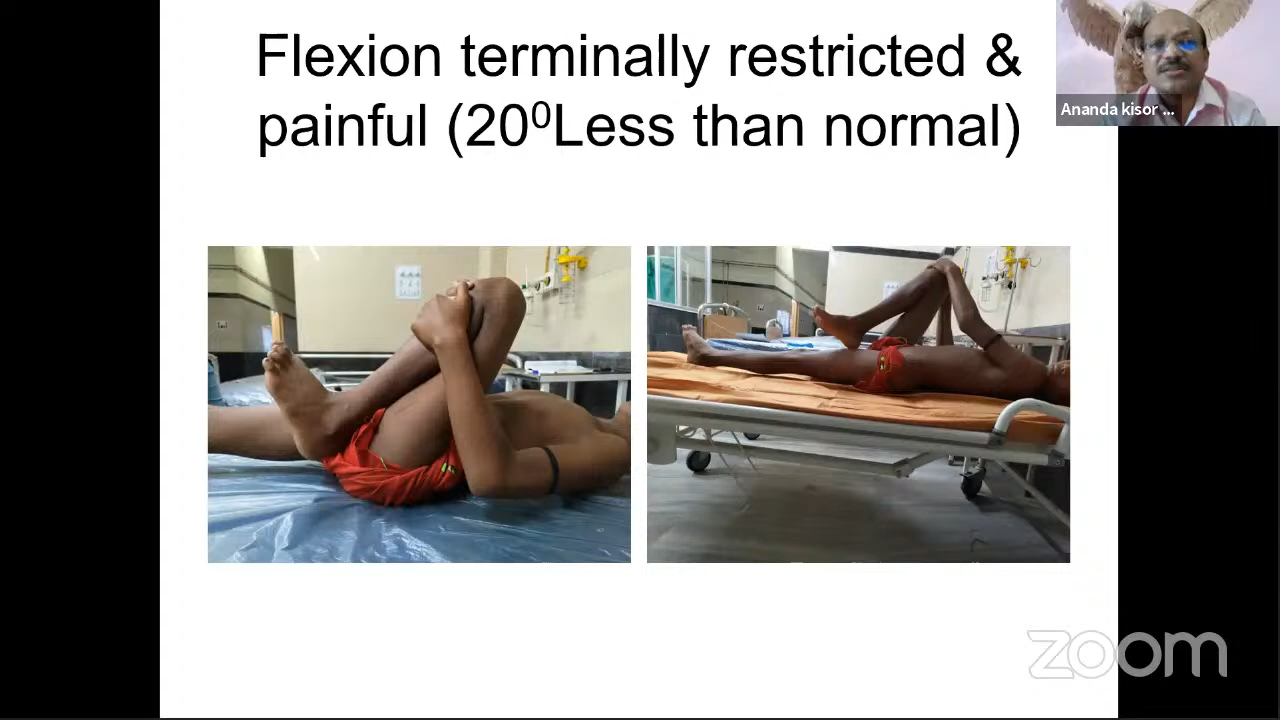 Flexion terminally restricted &
painful (20⁰Less than normal)
Ananda kisor ...
zoom